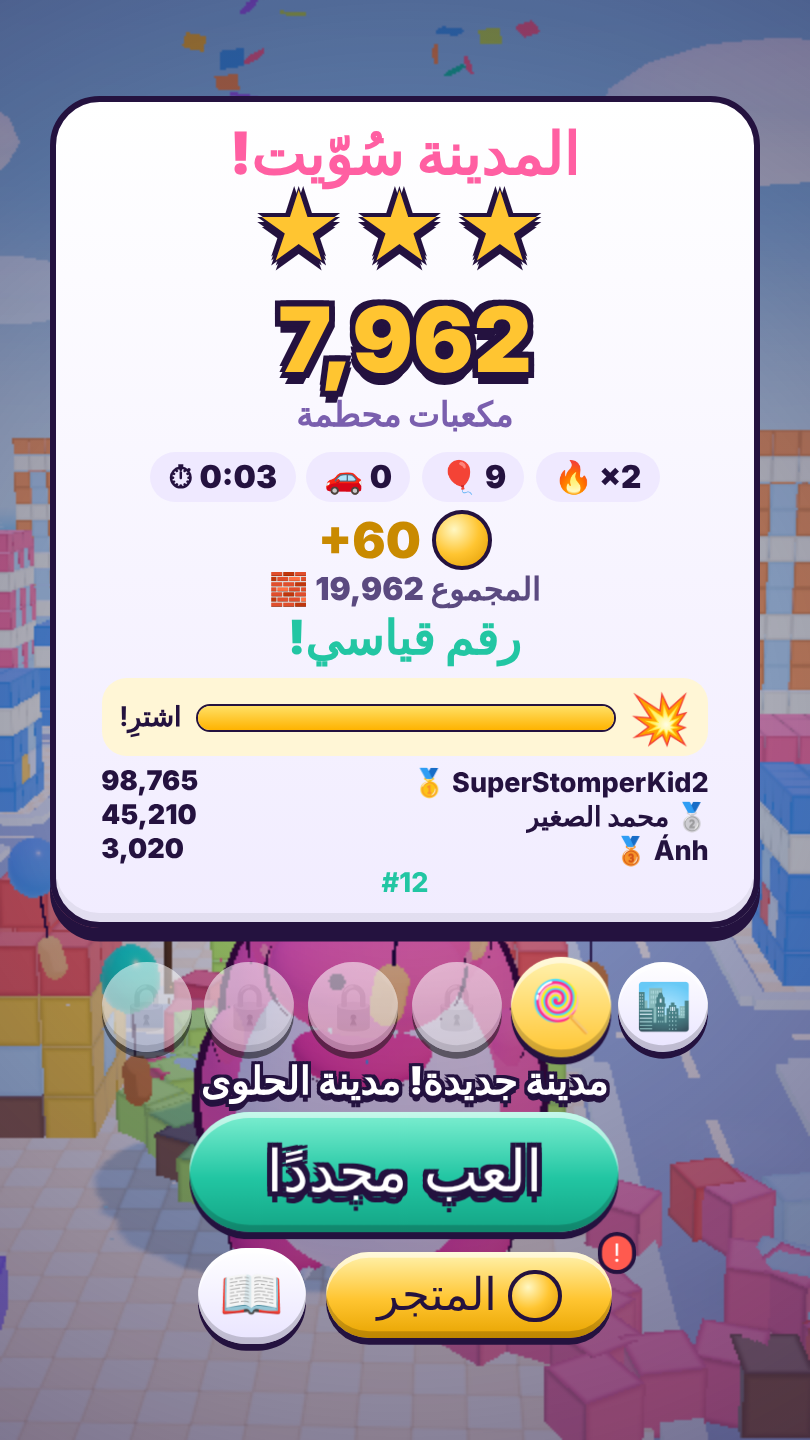 المدينة سُوّيت!
7,962
مكعبات محطمة
×2 9 0 0:03
+60
المجموع 19,962
رقم قياسي!
اشترِ!
SuperStomperKid2 98,765
محمد الصغير 45,210
Ánh 3,020
#12
مدينة جديدة! مدينة الحلوى
العب مجددًا
!
المتجر